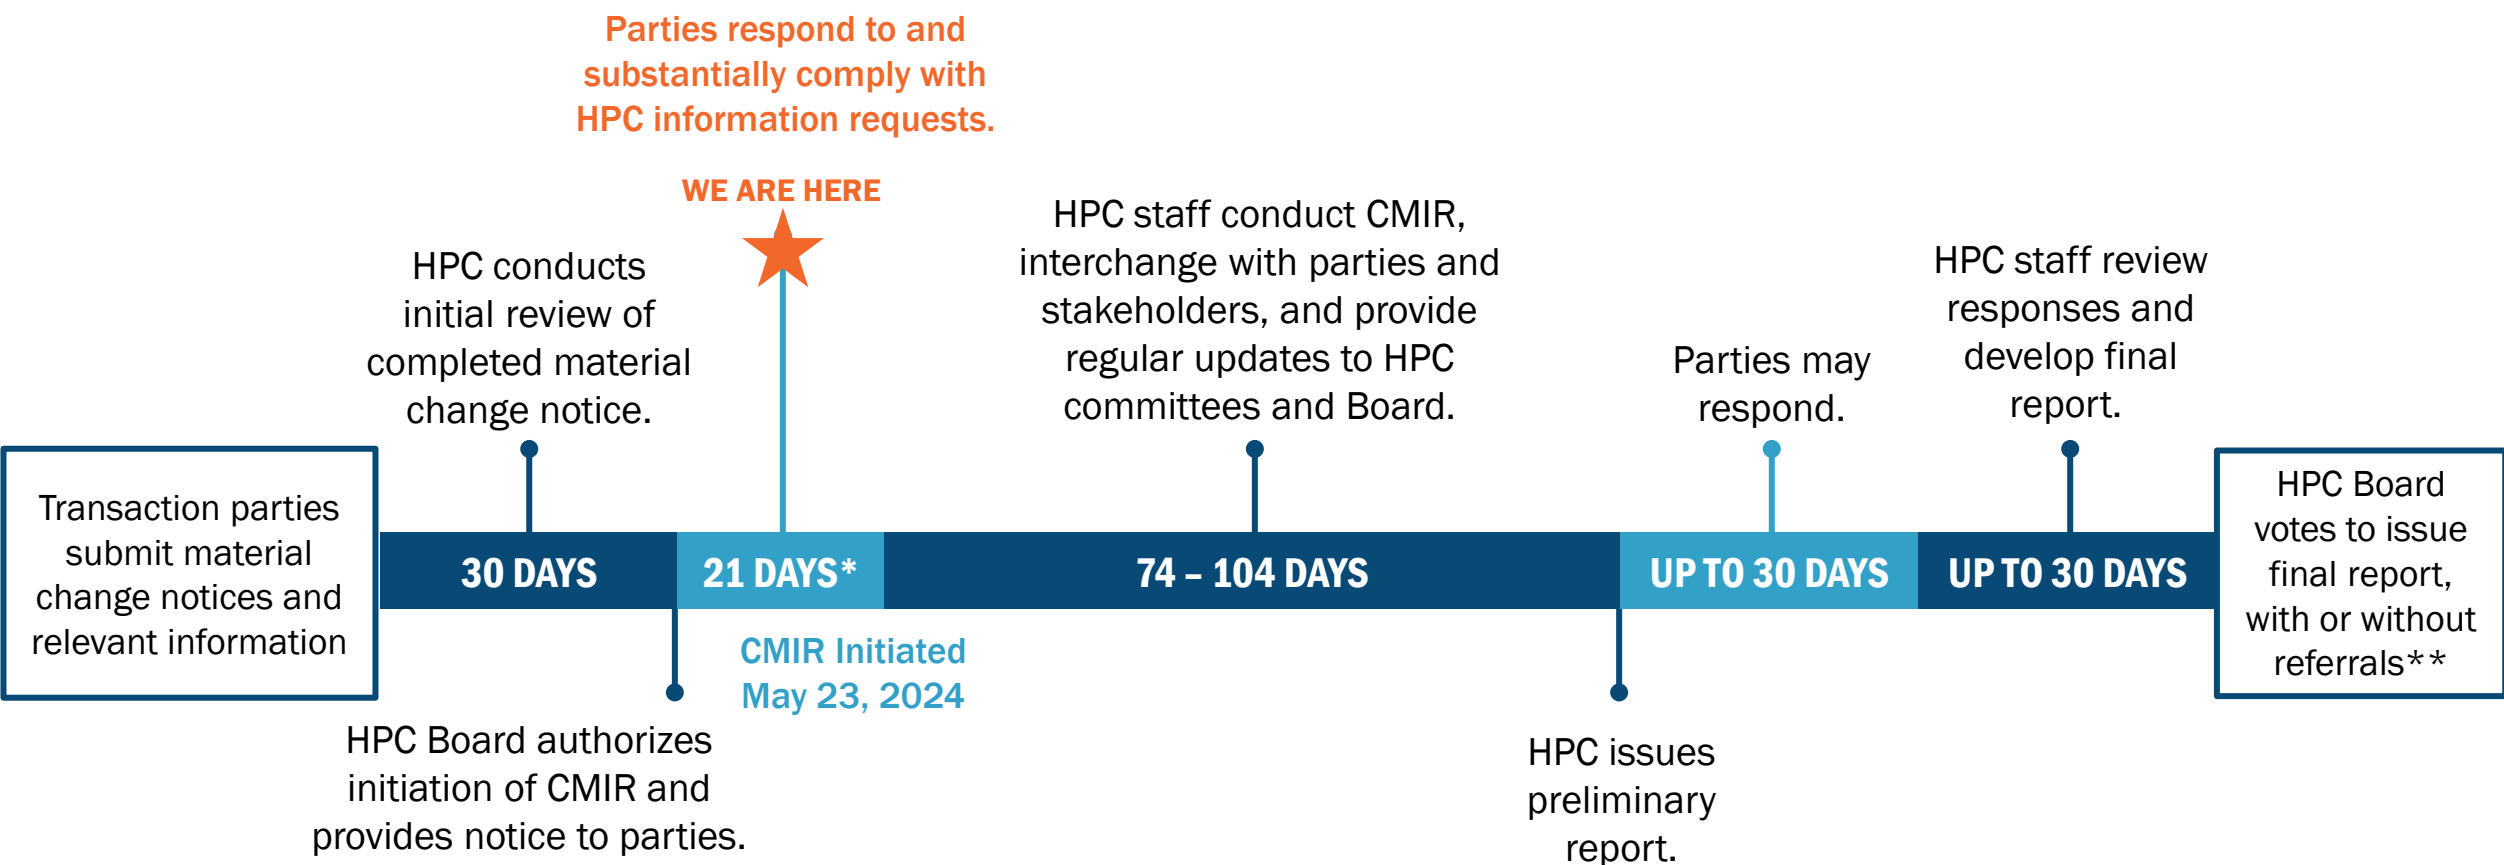 Parties respond to and
substantially comply with
HPC information requests.
WE ARE HERE
HPC conducts
initial review of
completed material
change notice.
HPC staff conduct CMIR,
interchange with parties and
stakeholders, and provide
regular updates to HPC
committees and Board.
Parties may
respond.
HPC staff review
responses and
develop final
report.
Transaction parties
submit material
change notices and
relevant information
30 DAYS
21 DAYS*
74 – 104 DAYS
UP TO 30 DAYS
UP TO 30 DAYS
HPC Board
votes to issue
final report,
with or without
referrals**
CMIR Initiated
May 23, 2024
HPC Board authorizes
initiation of CMIR and
provides notice to parties.
HPC issues
preliminary
report.